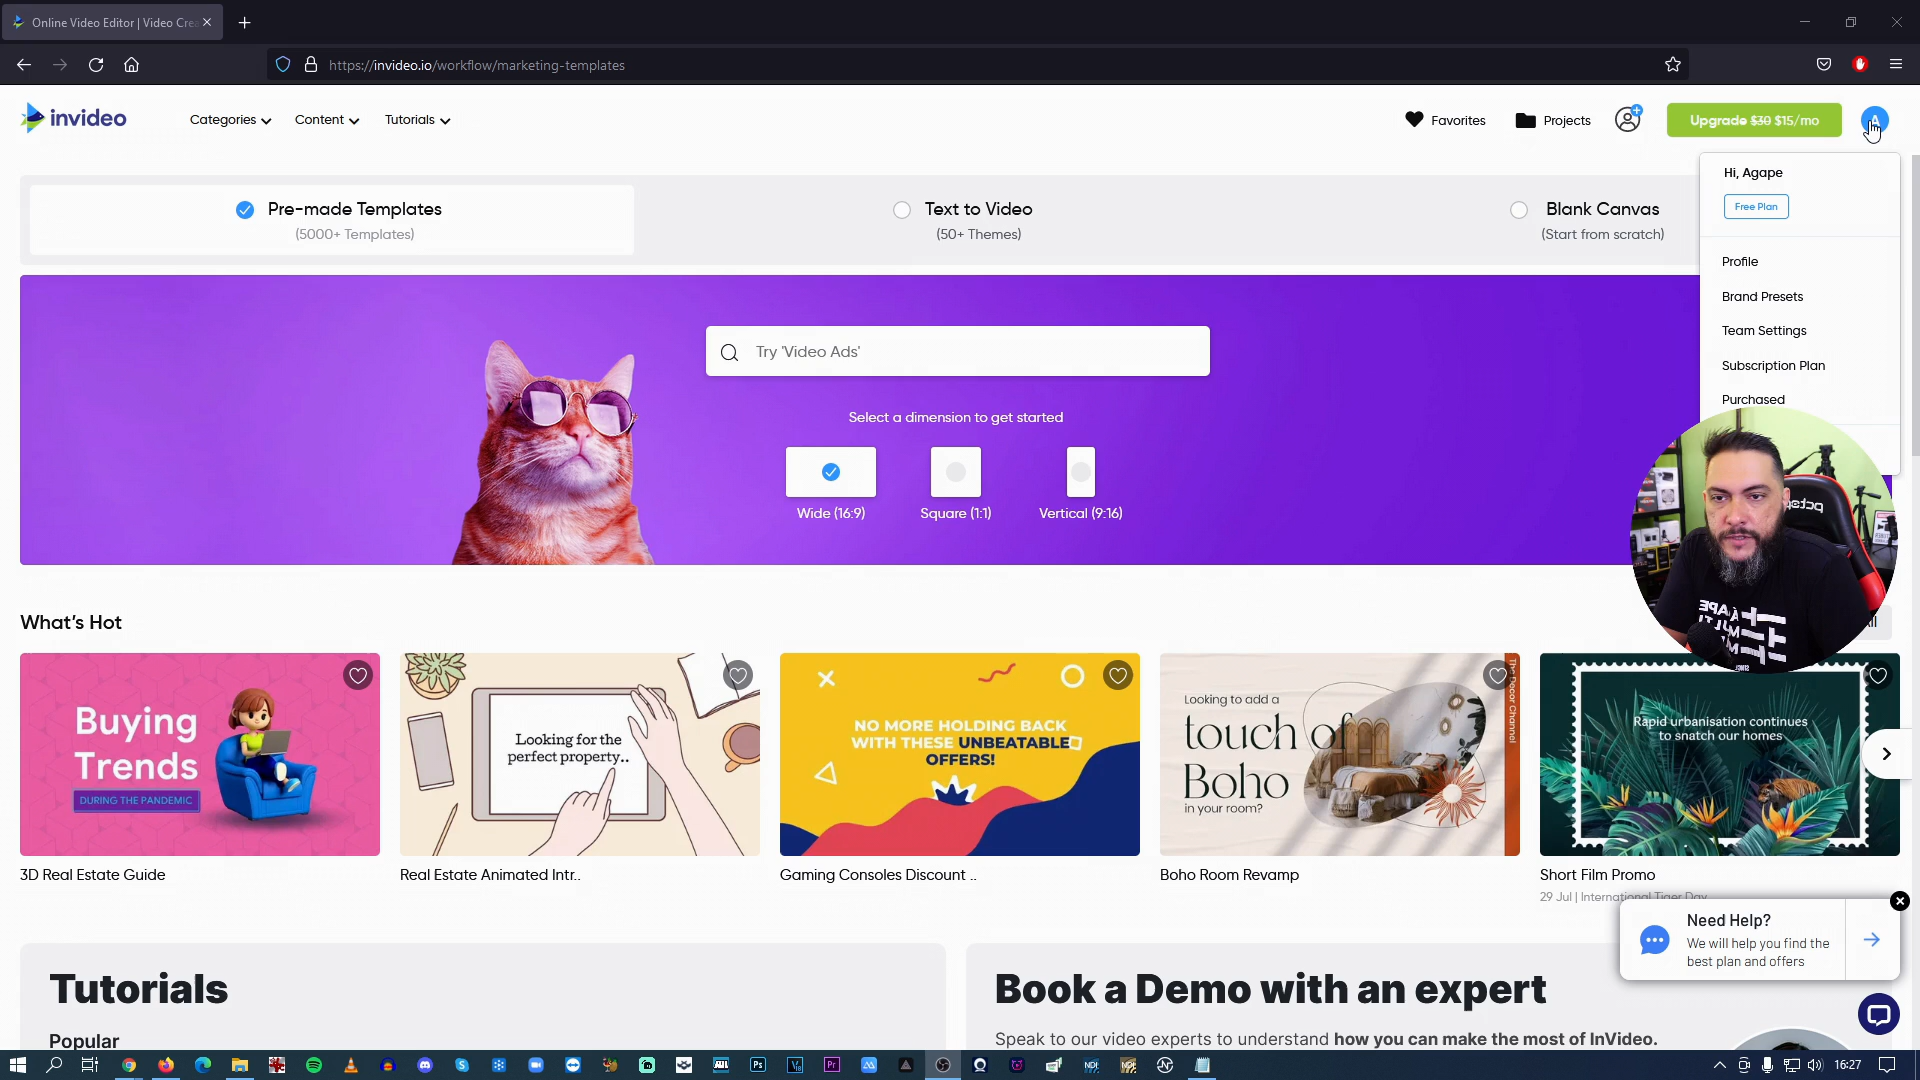 Online Video Editor | Video Crea
https://invideo.io/workflow/marketing-templates
invideo
Categories
Content
Tutorials
Favorites
Projects
Upgrade $30 $15/mo
A
Hi, Agape
Free Plan
Profile
Brand Presets
Team Settings
Subscription Plan
Purchased
Pre-made Templates
(5000+ Templates)
Text to Video
(50+ Themes)
Blank Canvas
(Start from scratch)
Try 'Video Ads'
Select a dimension to get started
Wide (16:9)
Square (1:1)
Vertical (9:16)
What's Hot
Buying
Trends
DURING THE PANDEMIC
3D Real Estate Guide
Looking for the
perfect property..
Real Estate Animated Intr..
NO MORE HOLDING BACK
WITH THESE UNBEATABLE
OFFERS!
Gaming Consoles Discount ..
Looking to add a
touch of
Boho
in your room?
The Decor Channel
Boho Room Revamp
Rapid urbanisation continues
to snatch our homes
Short Film Promo
29 Jul | International Tiger Day
Need Help?
We will help you find the
best plan and offers
Tutorials
Popular
Book a Demo with an expert
Speak to our video experts to understand how you can make the most of InVideo.
Ps
Pr
NDI
16:27